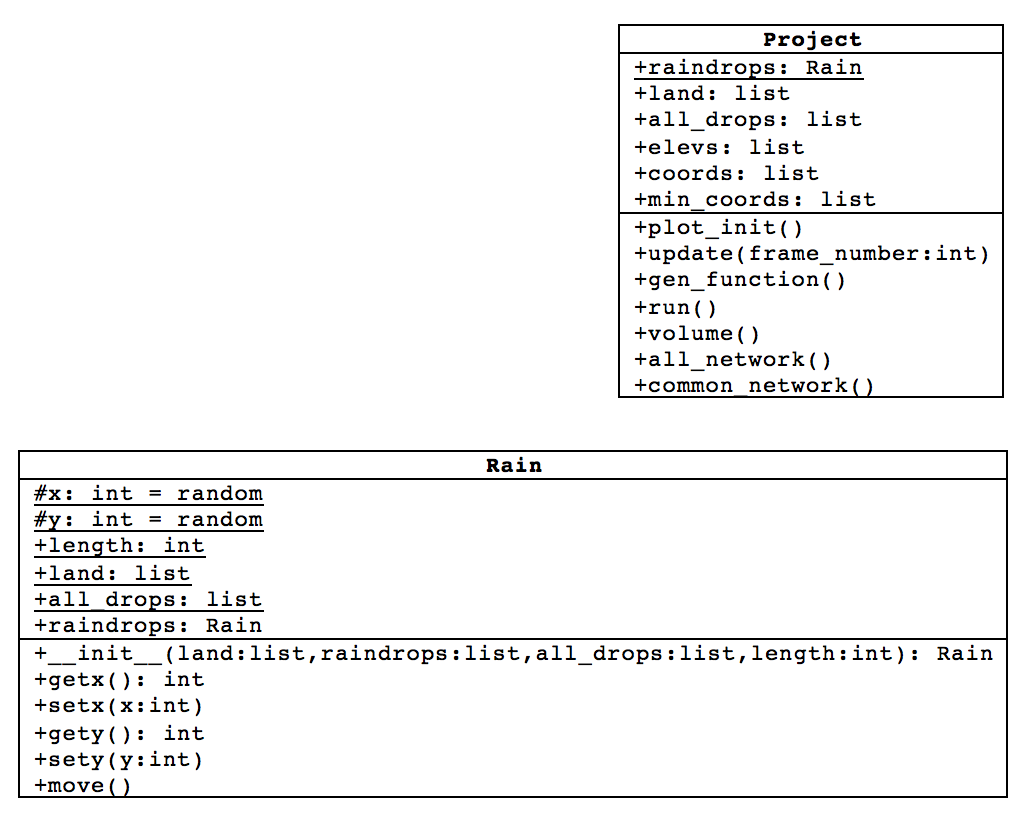 Project
+raindrops: Rain
+land: list
+all_drops: list
+elevs: list
+coords: list
+min_coords: list
+plot_init()
+update(frame_number:int)
+gen_function()
+run()
+volume()
+all_network()
+common_network()
Rain
#x: int = random
#y: int = random
+length: int
+land: list
+all_drops: list
+raindrops: Rain
+__init__(land:list,raindrops:list,all_drops:list,length:int): Rain
+getx(): int
+setx(x:int)
+gety(): int
+sety(y:int)
+move()